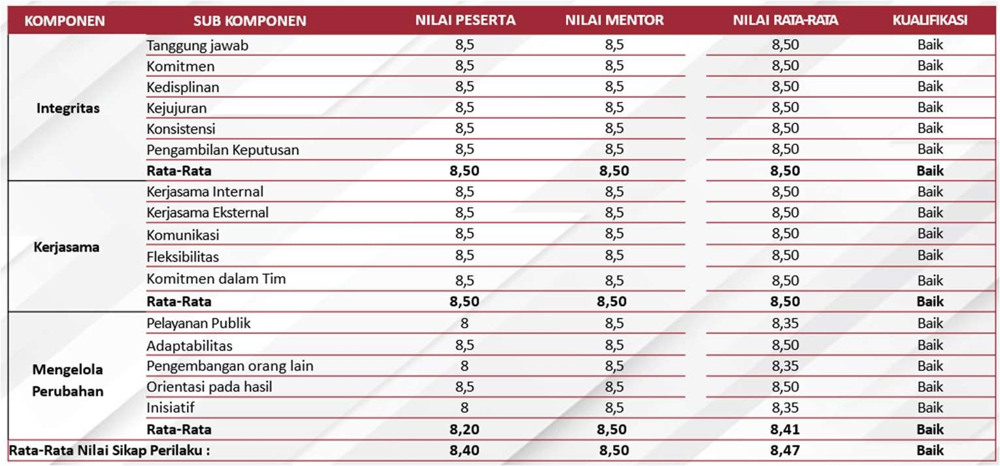 KOMPONEN SUB KOMPONEN NILAI PESERTA NILAI MENTOR NILAI RATA-RATA KUALIFIKASI
Tanggung jawab 8,5 8,5 8,50 Baik
Komitmen 8,5 8,5 8,50 Baik
Kedisplinan 8,5 8,5 8,50 Baik
Integritas Kejujuran 8,5 8,5 8,50 Baik
Konsistensi 8,5 8,5 8,50 Baik
Pengambilan Keputusan 8,5 8,5 8,50 Baik
Rata-Rata 8,50 8,50 8,50 Baik
Kerjasama Internal 8,5 8,5 8,50 Baik
Kerjasama Eksternal 8,5 8,5 8,50 Baik
Komunikasi 8,5 8,5 8,50 Baik
Kerjasama
Fleksibilitas 8,5 8,5 8,50 Baik
Komitmen dalam Tim 8,5 8,5 8,50 Baik
Rata-Rata 8,50 8,50 8,50 Baik
Pelayanan Publik 8 8,5 8,35 Baik
Adaptabilitas 8,5 8,5 8,50 Baik
Mengelola Pengembangan orang lain 8 8,5 8,35 Baik
Perubahan Orientasi pada hasil 8,5 8,5 8,50 Baik
Inisiatif 8 8,5 8,35 Baik
Rata-Rata 8,20 8,50 8,41 Baik
Rata-Rata Nilai Sikap Perilaku : 8,40 8,50 8,47 Baik